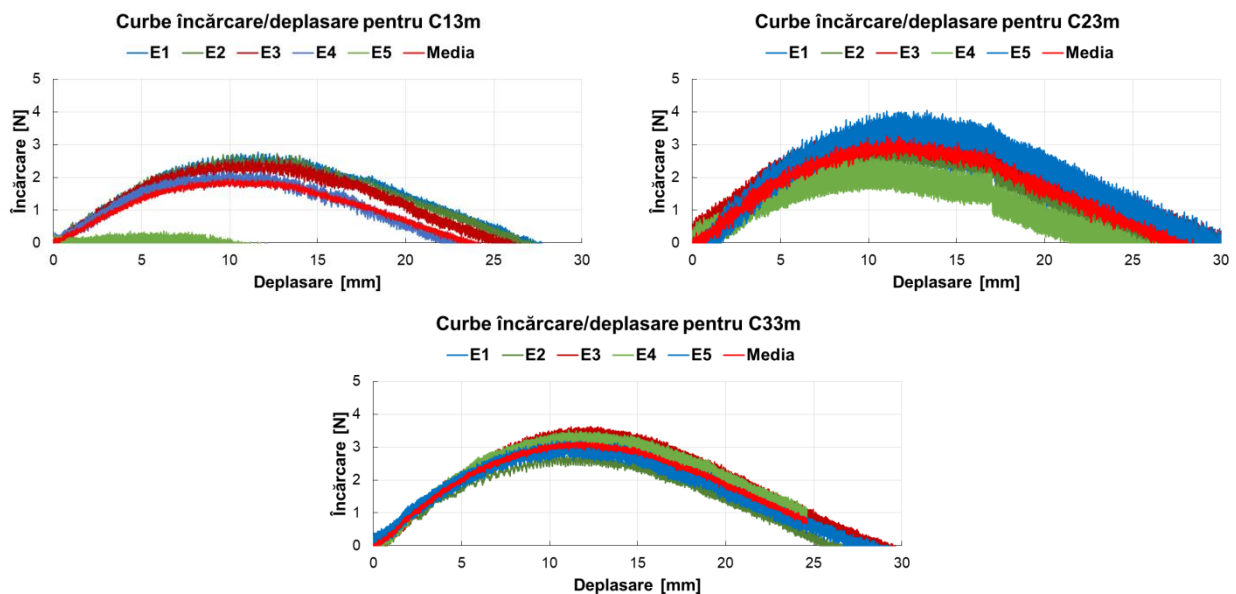 Curbe încărcare/deplasare pentru C13m
E1 E2 E3 E4 E5 Media
5
4
3
2
1
0
Încărcare [N]
0 5 10 15 20 25 30
Deplasare [mm]
Curbe încărcare/deplasare pentru C23m
E1 E2 E3 E4 E5 Media
5
4
3
2
1
0
Încărcare [N]
0 5 10 15 20 25 30
Deplasare [mm]
Curbe încărcare/deplasare pentru C33m
E1 E2 E3 E4 E5 Media
5
4
3
2
1
0
Încărcare [N]
0 5 10 15 20 25 30
Deplasare [mm]